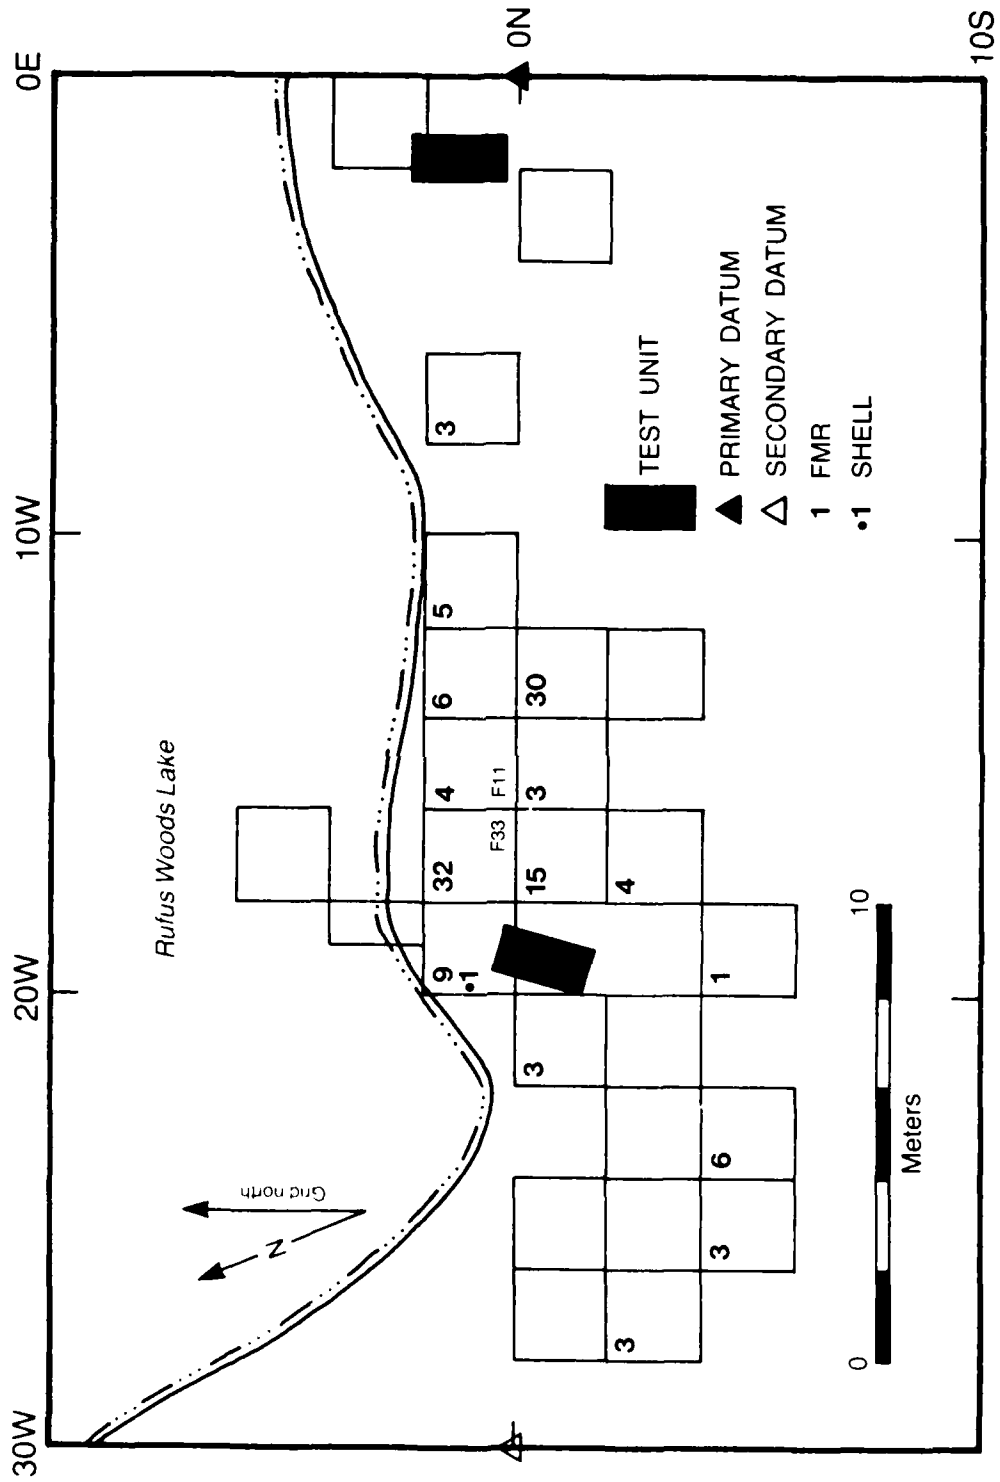 30W
20W
10W
0E
Rufus Woods Lake
Grid north
N
0N
10S
9
•1
32
4
6
5
3
F33
F11
3
15
3
30
4
3
1
6
3
TEST UNIT
PRIMARY DATUM
SECONDARY DATUM
1 FMR
•1 SHELL
0
10
Meters